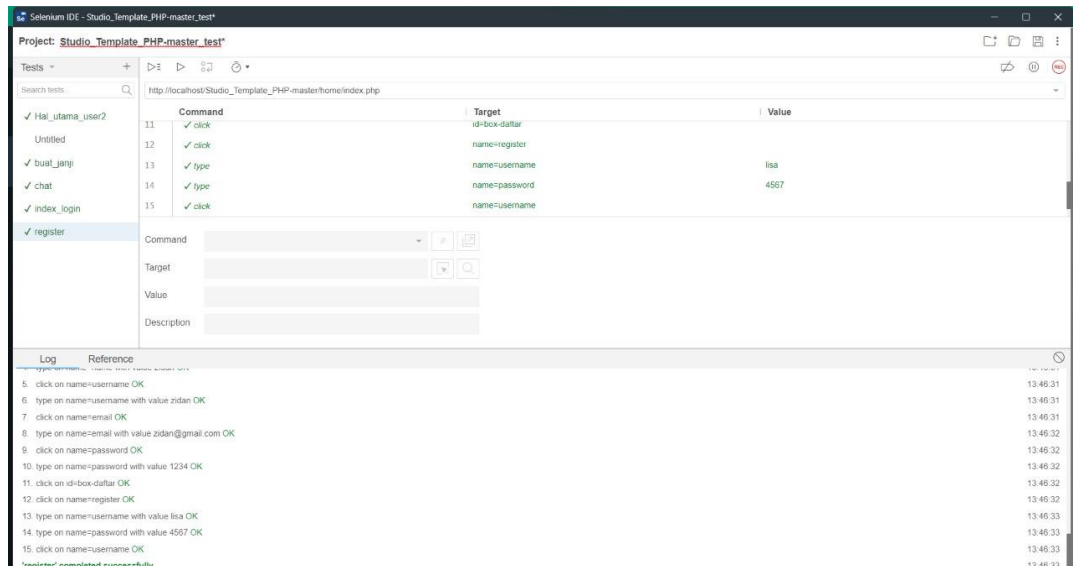 Selenium IDE - Studio_Template_PHP-master_test*
Project: Studio_Template_PHP-master_test*
Tests
Search tests...
http://localhost/Studio_Template_PHP-master/home/index.php
✓ Hal_utama_user2
Untitled
✓ buat_janji
✓ chat
✓ index_login
✓ register
Command Target Value
11 ✓ click id=box-daftar
12 ✓ click name=register
13 ✓ type name=username lisa
14 ✓ type name=password 4567
15 ✓ click name=username
Command
//
Target
Value
Description
REC
Log Reference
5. click on name=username OK 13:46:31
6. type on name=username with value zidan OK 13:46:31
7. click on name=email OK 13:46:31
8. type on name=email with value zidan@gmail.com OK 13:46:32
9. click on name=password OK 13:46:32
10. type on name=password with value 1234 OK 13:46:32
11. click on id=box-daftar OK 13:46:32
12. click on name=register OK 13:46:32
13. type on name=username with value lisa OK 13:46:33
14. type on name=password with value 4567 OK 13:46:33
15. click on name=username OK 13:46:33
'register' completed successfully 13:46:33